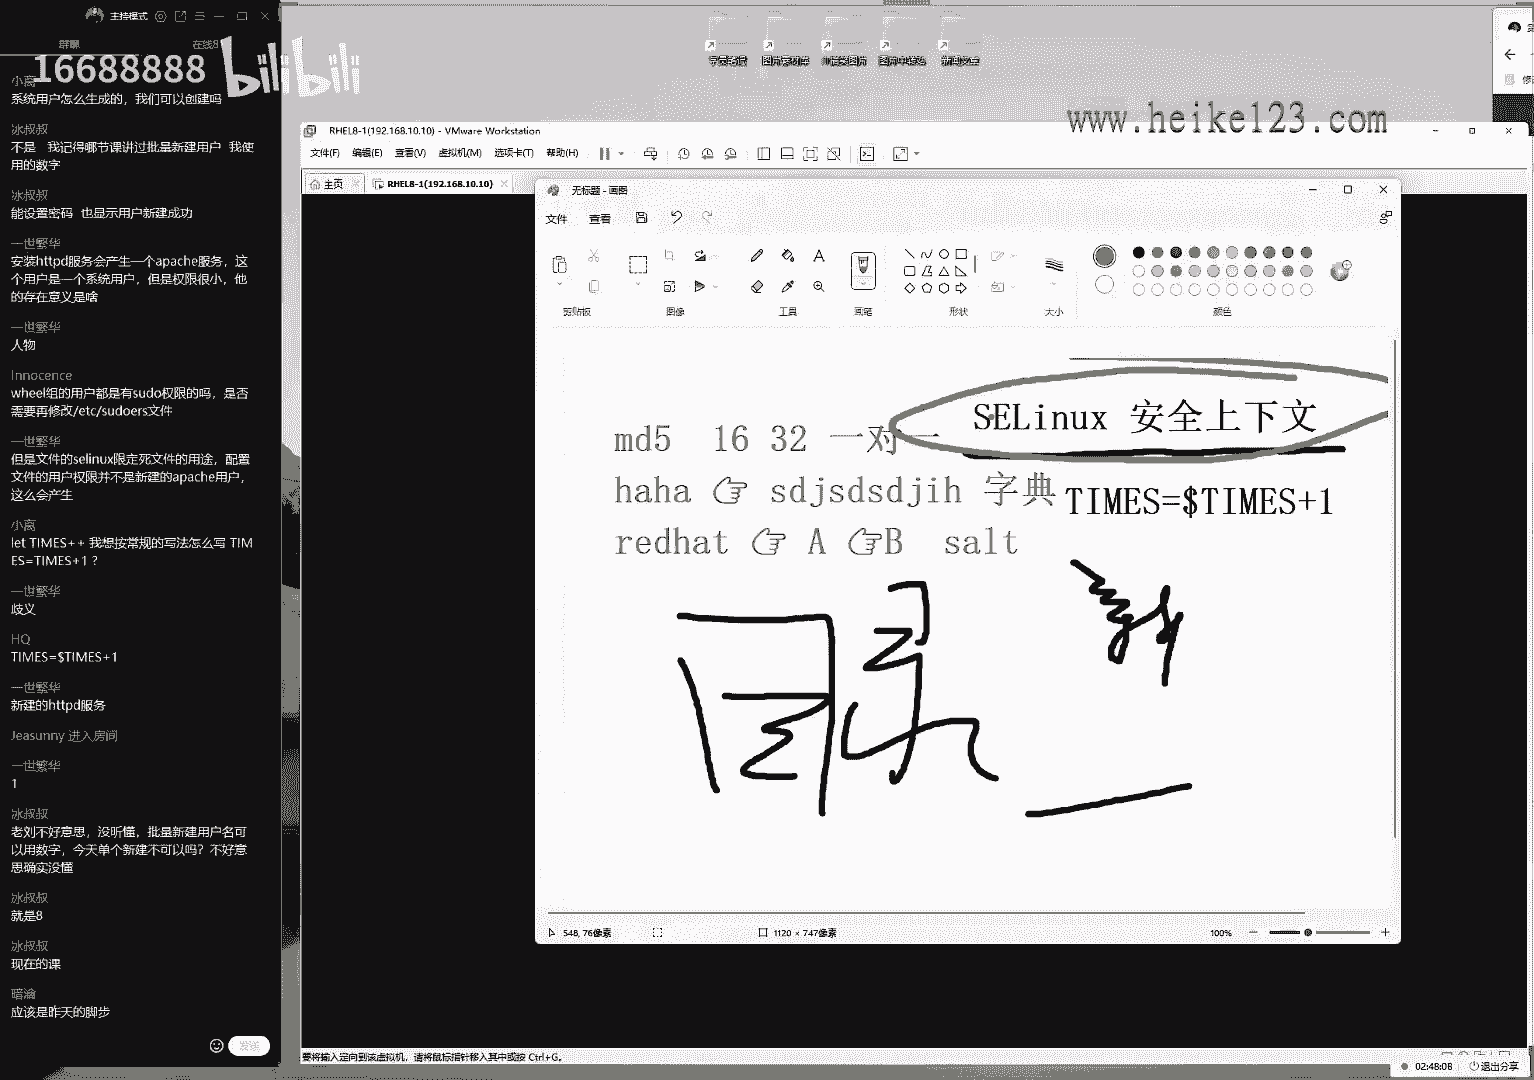 主持模式
群聊
在线8
16688888 bilibili
小离
系统用户怎么生成的，我们可以创建吗
冰叔叔
不是 我记得哪节课讲过批量新建用户 我使
用的数字
冰叔叔
能设置密码 也显示用户新建成功
一世繁华
安装httpd服务会产生一个apache服务，这
个用户是一个系统用户，但是权限很小，他
的存在意义是啥
一世繁华
人物
Innocence
wheel组的用户都是有sudo权限的吗，是否
需要再修改/etc/sudoers文件
一世繁华
但是文件的selinux限定死文件的用途，配置
文件的用户权限并不是新建的apache用户，
这么会产生
小离
let TIMES++ 我想按常规的写法怎么写 TIM
ES=TIMES+1 ？
一世繁华
歧义
HQ
TIMES=$TIMES+1
一世繁华
新建的httpd服务
Jeasunny 进入房间
一世繁华
1
冰叔叔
老刘不好意思，没听懂，批量新建用户名可
以用数字，今天单个新建不可以吗？不好意
思确实没懂
冰叔叔
就是8
冰叔叔
现在的课
暗滴
应该是昨天的脚步
发送
www.heike123.com
RHEL8-1(192.168.10.10) - VMware Workstation
文件(F) 编辑(E) 查看(V) 虚拟机(M) 选项卡(T) 帮助(H)
主页
RHEL8-1(192.168.10.10)
无标题 - 画图
文件 查看
剪贴板 图像 工具 画笔 形状 大小 颜色
SELinux 安全上下文
md5 16 32 一对一
haha 👉 sdjsdsdjih 字典
TIMES=$TIMES+1
redhat 👉 A 👉B salt
548, 76像素
1120 × 747像素
100%
要将输入定向到该虚拟机，请将鼠标指针移入其中或按 Ctrl+G。
02:48:08
退出分享